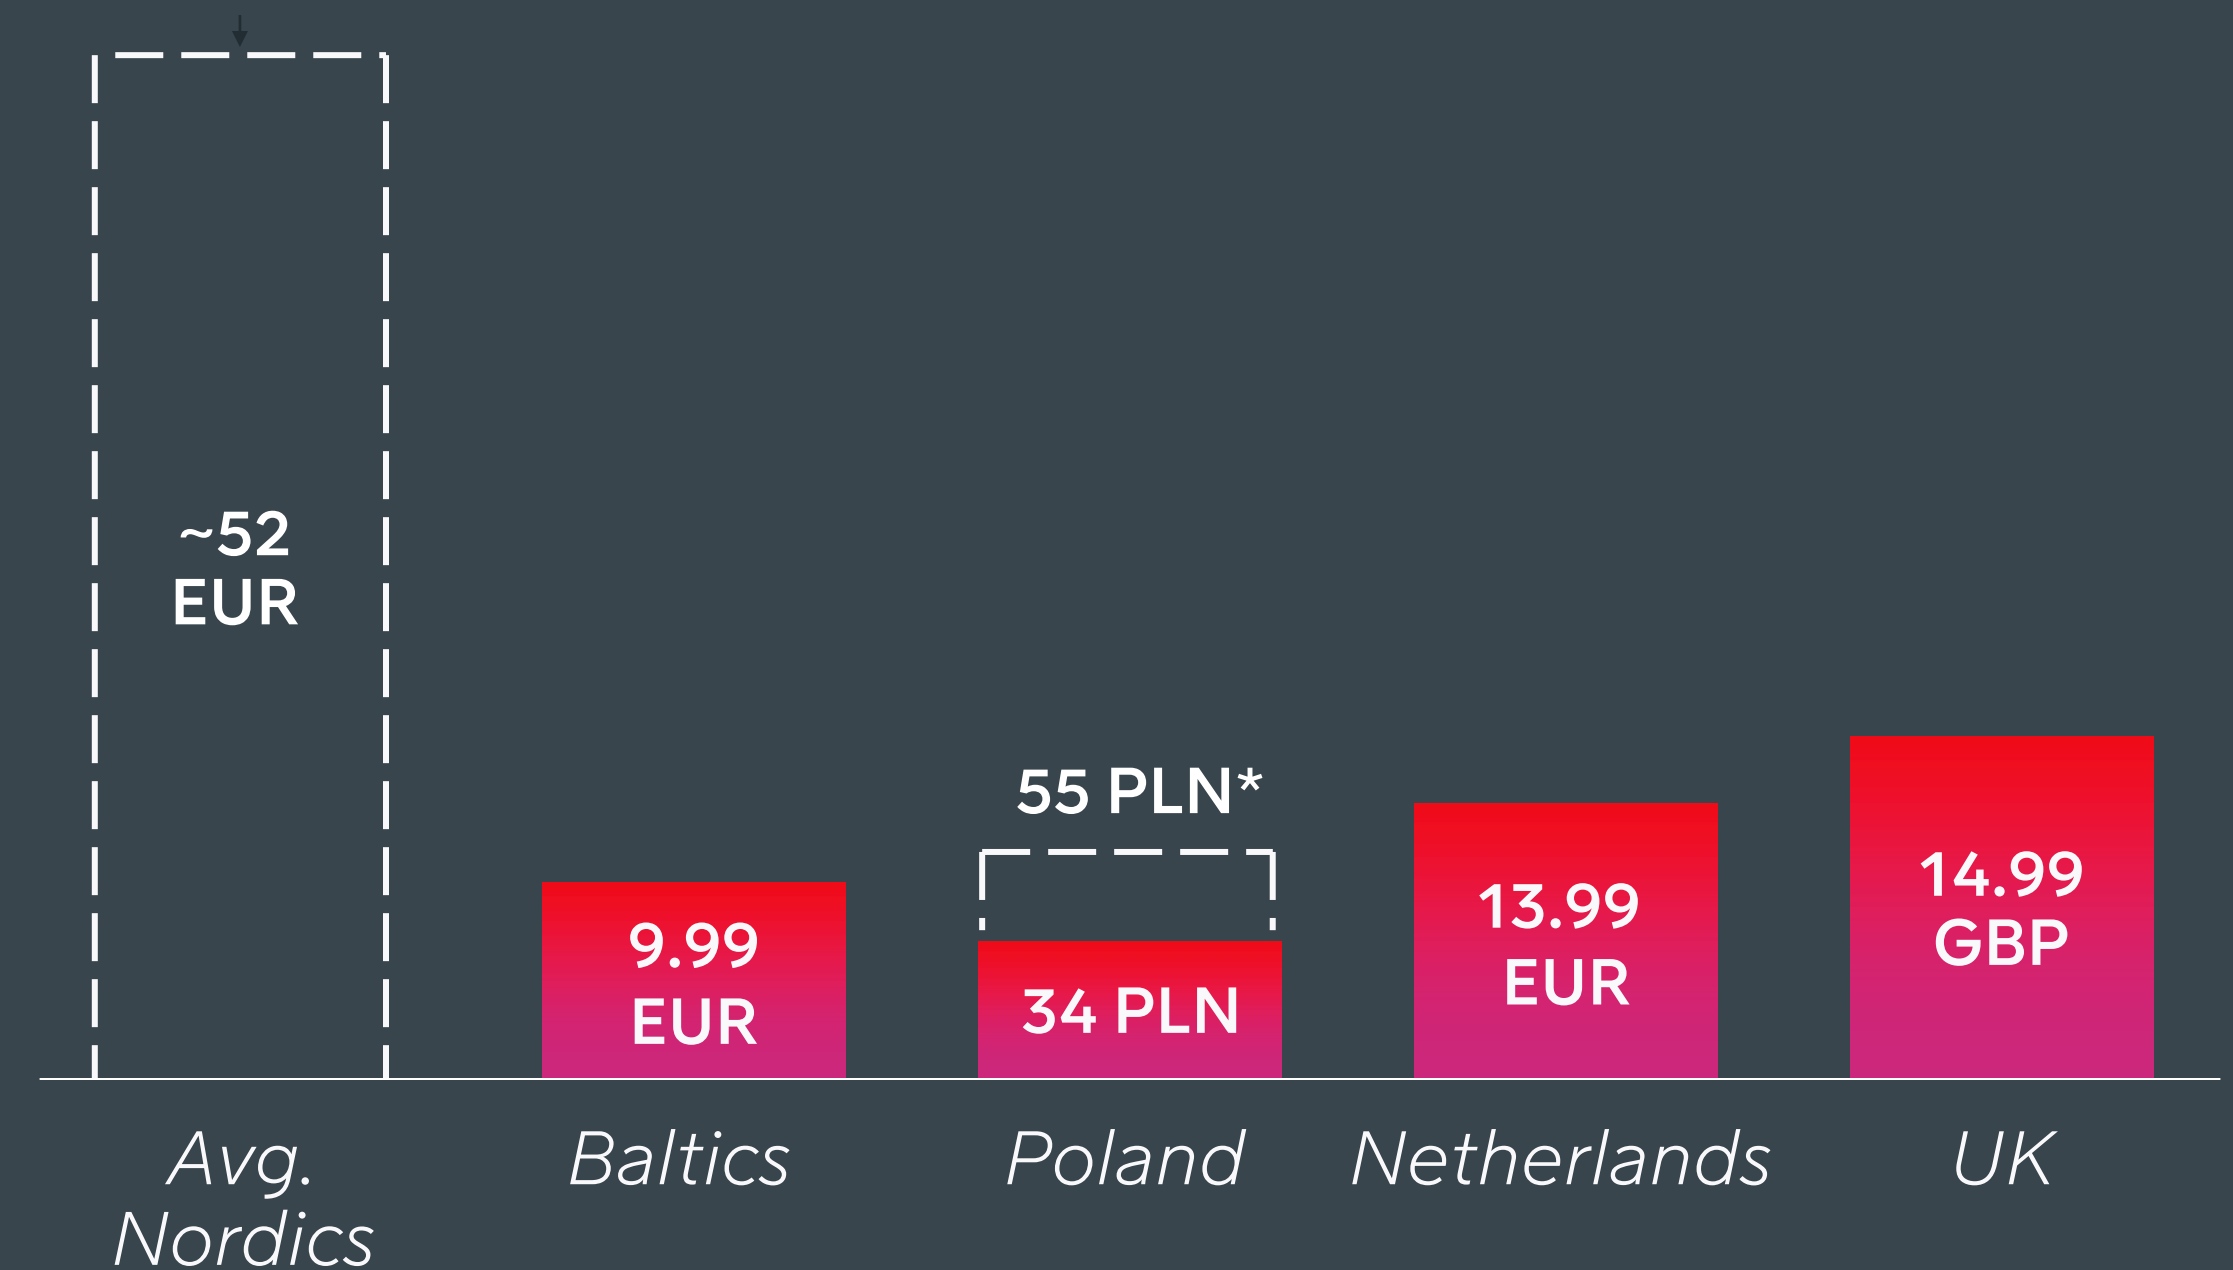 ~52
EUR
9.99
EUR
55 PLN*
34 PLN
13.99
EUR
14.99
GBP
Avg.
Nordics
Baltics
Poland
Netherlands
UK